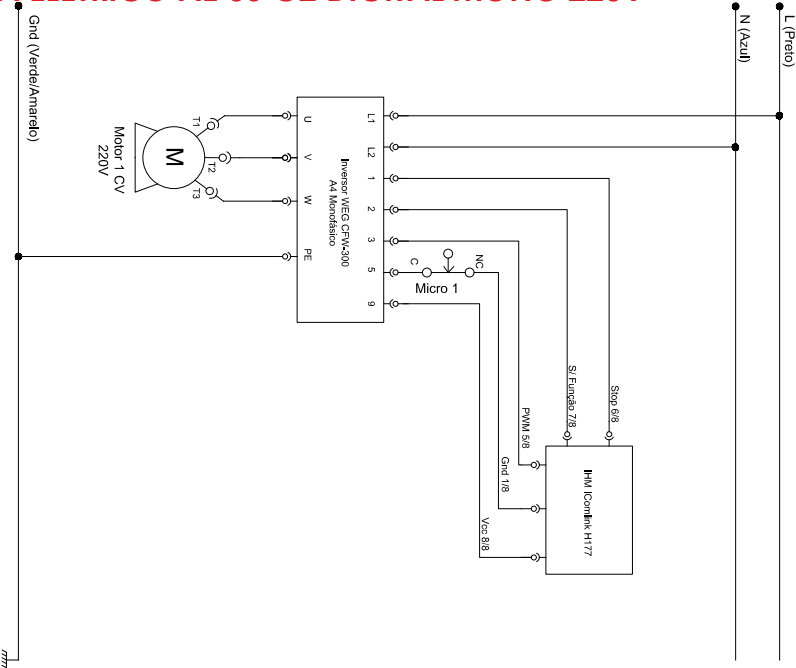 L (Preto)
N (Azul)
Gnd (Verde/Amarelo)
L1
L2
1
2
3
5
9
U
V
W
PE
Inversor WEG CFW-300
A4 Monofásico
T1
T2
T3
M
Motor 1 CV
220V
C
NC
Micro 1
Stop 6/8
S/ Função 7/8
PWM 5/8
Gnd 1/8
Vcc 8/8
IHM IComlink H177